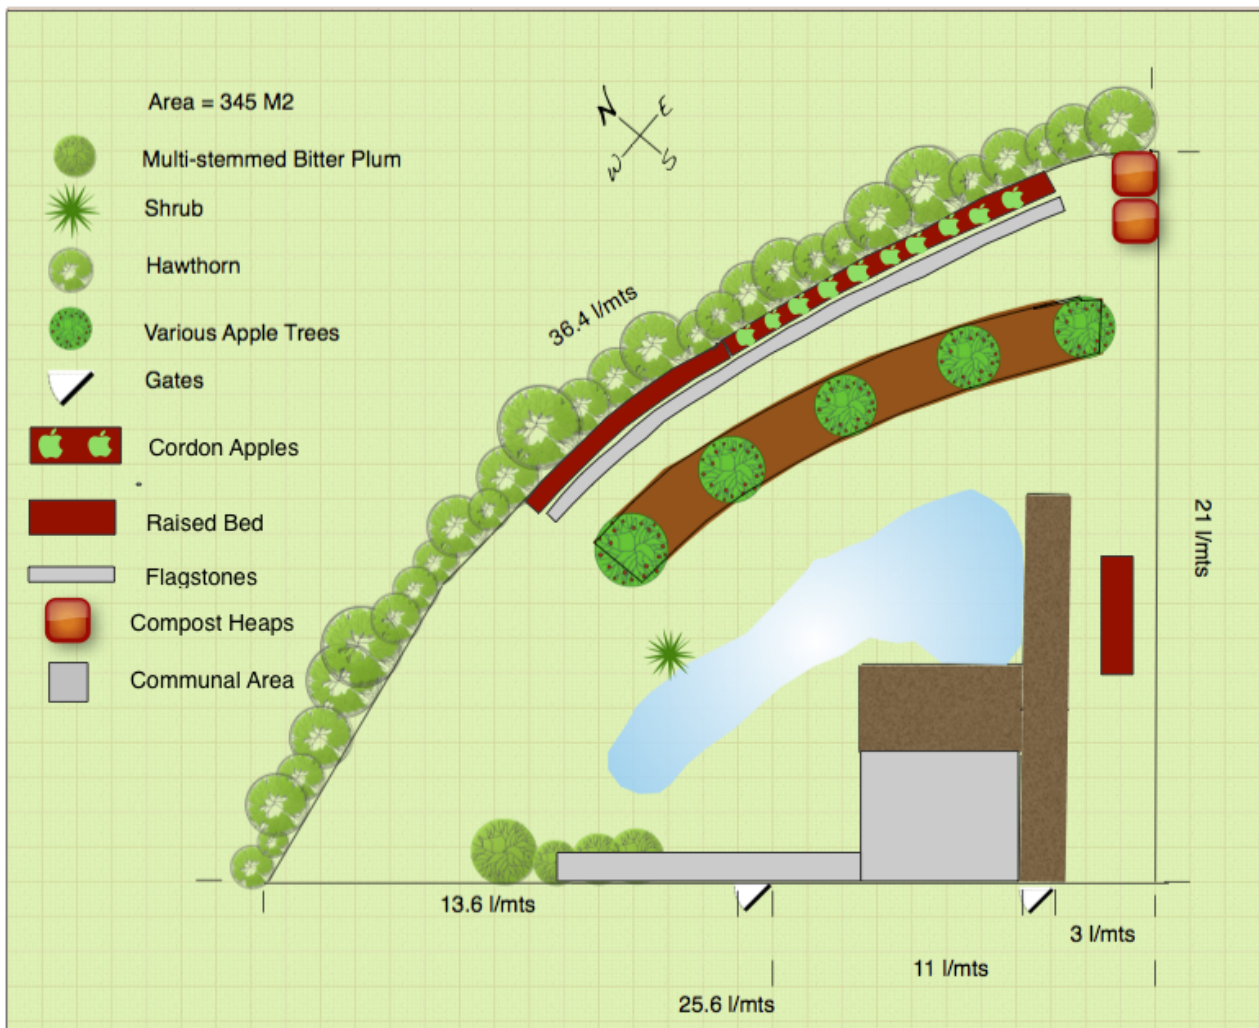 Area = 345 M2
Multi-stemmed Bitter Plum
Shrub
Hawthorn
Various Apple Trees
Gates
Cordon Apples
Raised Bed
Flagstones
Compost Heaps
Communal Area
N
E
W
S
36.4 l/mts
21 l/mts
13.6 l/mts
3 l/mts
11 l/mts
25.6 l/mts